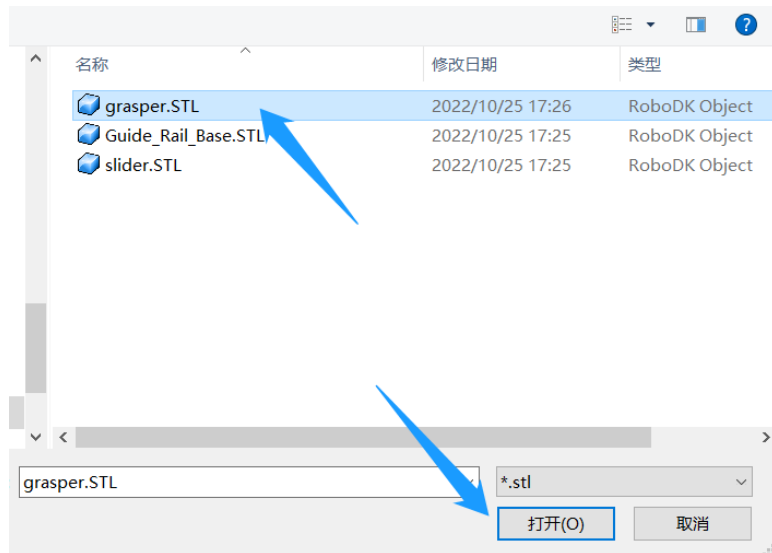 名称 修改日期 类型
grasper.STL 2022/10/25 17:26 RoboDK Object
Guide_Rail_Base.STL 2022/10/25 17:25 RoboDK Object
slider.STL 2022/10/25 17:25 RoboDK Object
grasper.STL *.stl
打开(O) 取消